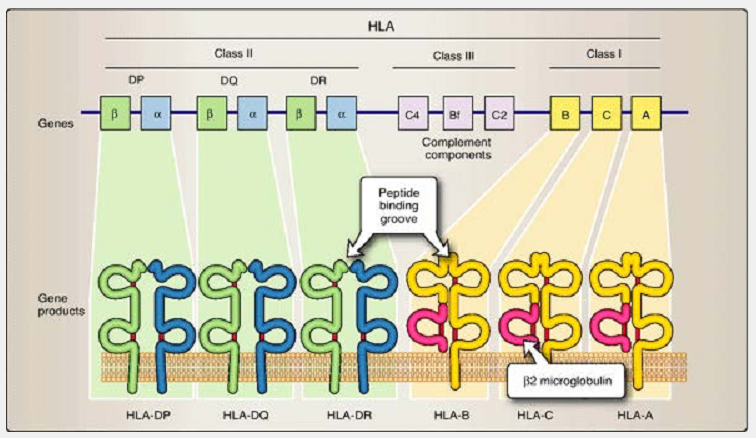 HLA
Class II
Class III
Class I
DP
DQ
DR
Genes
β α β α β α C4 Bf C2 B C A
Complement
components
Peptide
binding
groove
Gene
products
β2 microglobulin
HLA-DP HLA-DQ HLA-DR HLA-B HLA-C HLA-A